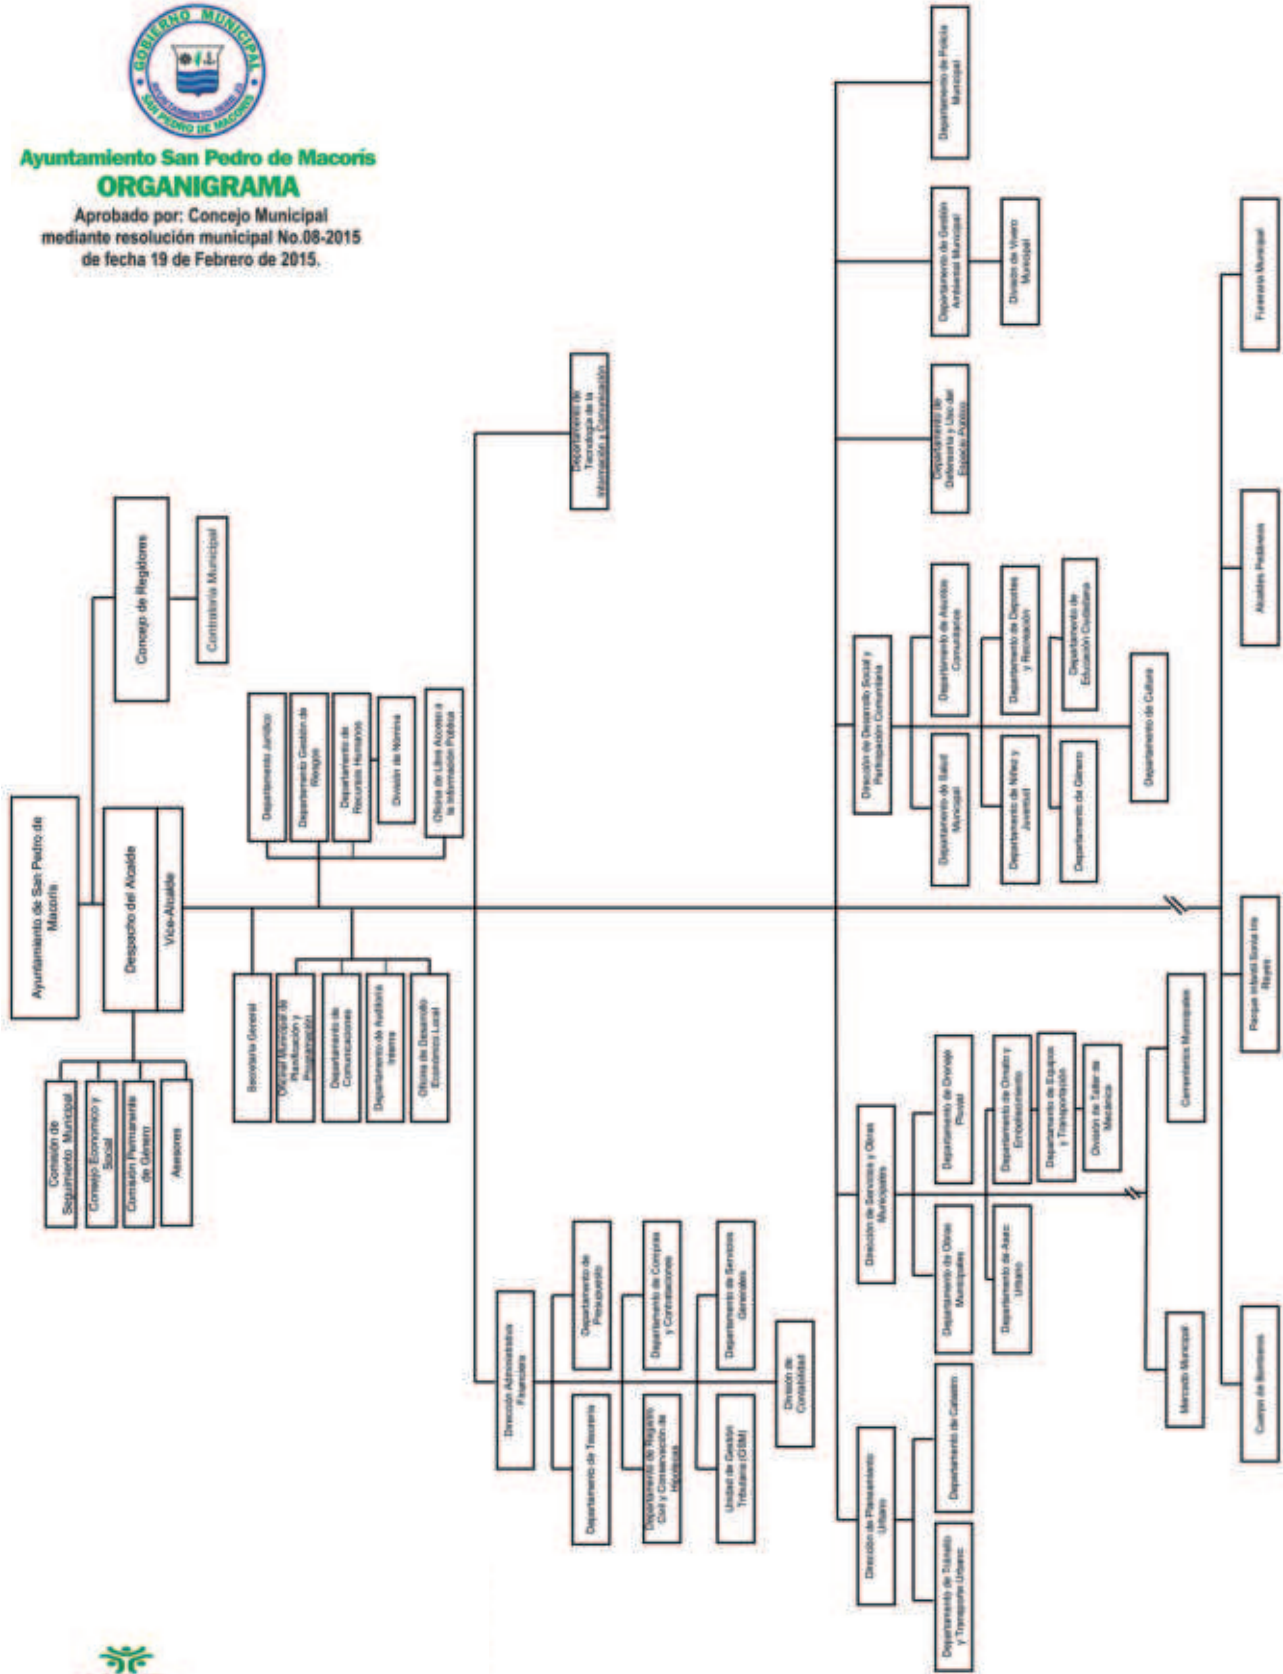 GOBIERNO MUNICIPAL
SAN PEDRO DE MACORIS
Ayuntamiento San Pedro de Macorís
ORGANIGRAMA
Aprobado por: Concejo Municipal
mediante resolución municipal No.08-2015
de fecha 19 de Febrero de 2015.
Ayuntamiento de San Pedro de
Macorís
Despacho del Alcalde
Vice-Alcalde
Concejo de Regidores
Contraloría Municipal
Comisión de
Seguimiento Municipal
Consejo Económico y
Social
Comisión Permanente
de Género
Asesores
Secretaría General
Oficina Municipal de
Planificación y
Programación
Departamento de
Comunicaciones
Departamento de Auditoría
Interna
Oficina de Desarrollo
Económico Local
Departamento Jurídico
Departamento Gestión de
Riesgos
Departamento de
Recursos Humanos
División de Nómina
Oficina de Libre Acceso a
la Información Pública
Dirección Administrativa
Financiera
Departamento de Tesorería
Departamento de
Presupuesto
Departamento de Registro
Civil y Conservación de
Hipotecas
Departamento de Compras
y Contrataciones
Unidad de Gestión
Tributaria (GSM)
Departamento de Servicios
Generales
División de
Contabilidad
Departamento de
Tecnología de la
Información y Comunicación
Dirección de Planeamiento
Urbano
Departamento de Tránsito
y Transporte Urbano
Departamento de Catastro
Dirección de Servicios y Obras
Municipales
Departamento de Obras
Municipales
Departamento de Drenaje
Pluvial
Departamento de Aseo
Urbano
Departamento de Ornato y
Embellecimiento
Departamento de Equipos
y Transportación
División de Taller de
Mecánica
Mercado Municipal
Cementerios Municipales
Dirección de Desarrollo Social y
Participación Comunitaria
Departamento de Salud
Municipal
Departamento de Asuntos
Comunitarios
Departamento de Niñez y
Juventud
Departamento de Deportes
y Recreación
Departamento de Género
Departamento de
Educación Ciudadana
Departamento de Cultura
Departamento de
Defensoría y Uso del
Espacio Público
Departamento de Gestión
Ambiental Municipal
División de Vivero
Municipal
Departamento de Policía
Municipal
Cuerpo de Bomberos
Parque Infantil Sonia Iris
Reyes
Alcaldes Pedáneos
Funeraria Municipal